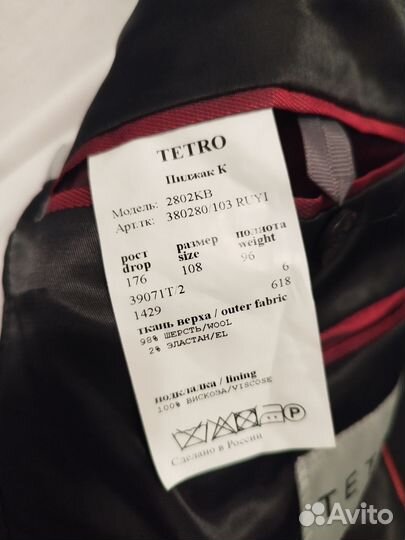 TETRO
Пиджак К
Модель: 2802KB
Арт.тк: 380280/103 RUYI
рост размер полнота
drop size weight
176 108 96
39071T/2 6
1429 618
ткань верха / outer fabric
98% ШЕРСТЬ/WOOL
2% ЭЛАСТАН/EL
подкладка / lining
100% ВИСКОЗА/VISCOSE
P
Сделано в России
TET
Avito